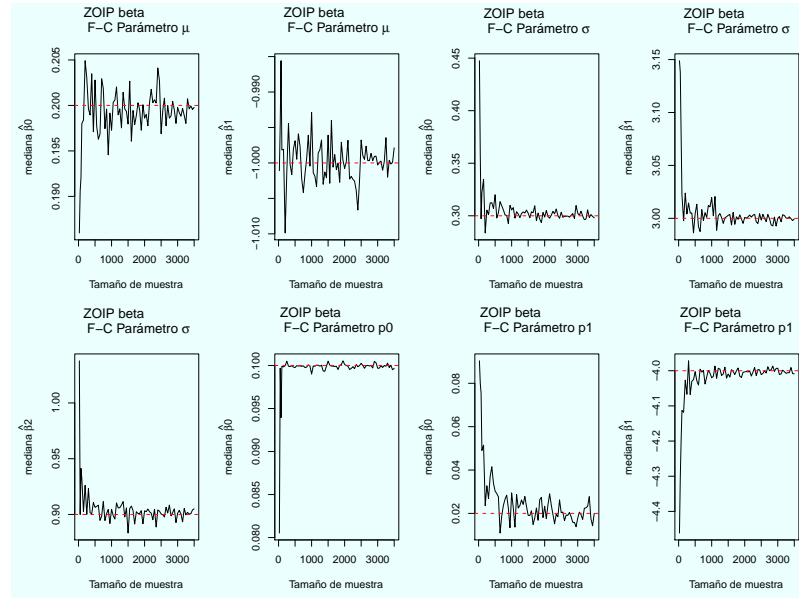 ZOIP beta
F−C Parámetro μ
mediana β̂0
0.190
0.195
0.200
0.205
0
1000
2000
3000
Tamaño de muestra
ZOIP beta
F−C Parámetro μ
mediana β̂1
−1.010
−1.000
−0.990
0
1000
2000
3000
Tamaño de muestra
ZOIP beta
F−C Parámetro σ
mediana β̂0
0.30
0.35
0.40
0.45
0
1000
2000
3000
Tamaño de muestra
ZOIP beta
F−C Parámetro σ
mediana β̂1
3.00
3.05
3.10
3.15
0
1000
2000
3000
Tamaño de muestra
ZOIP beta
F−C Parámetro σ
mediana β̂2
0.90
0.95
1.00
0
1000
2000
3000
Tamaño de muestra
ZOIP beta
F−C Parámetro p0
mediana β̂0
0.080
0.085
0.090
0.095
0.100
0
1000
2000
3000
Tamaño de muestra
ZOIP beta
F−C Parámetro p1
mediana β̂0
0.02
0.04
0.06
0.08
0
1000
2000
3000
Tamaño de muestra
ZOIP beta
F−C Parámetro p1
mediana β̂1
−4.4
−4.3
−4.2
−4.1
−4.0
0
1000
2000
3000
Tamaño de muestra